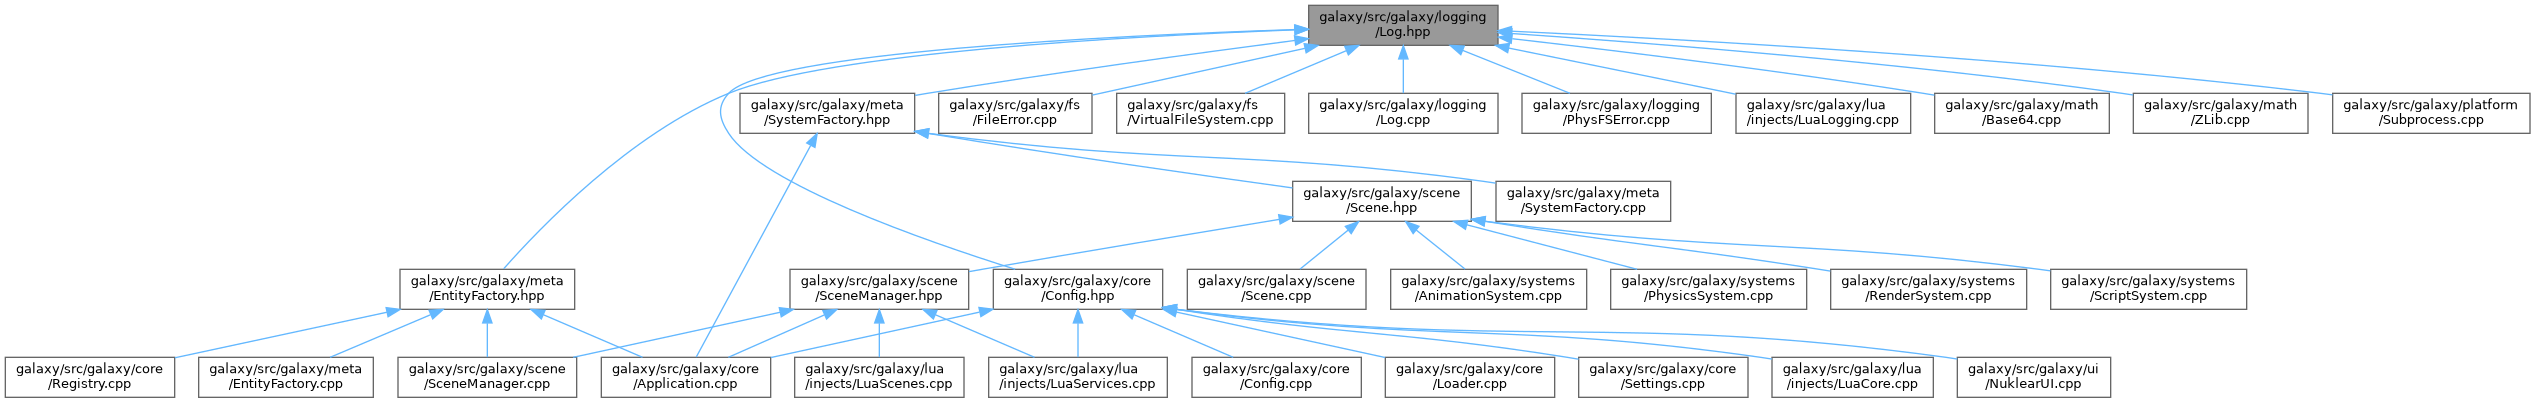 galaxy/src/galaxy/logging
/Log.hpp
galaxy/src/galaxy/meta
/SystemFactory.hpp
galaxy/src/galaxy/fs
/FileError.cpp
galaxy/src/galaxy/fs
/VirtualFileSystem.cpp
galaxy/src/galaxy/logging
/Log.cpp
galaxy/src/galaxy/logging
/PhysFSError.cpp
galaxy/src/galaxy/lua
/injects/LuaLogging.cpp
galaxy/src/galaxy/math
/Base64.cpp
galaxy/src/galaxy/math
/ZLib.cpp
galaxy/src/galaxy/platform
/Subprocess.cpp
galaxy/src/galaxy/scene
/Scene.hpp
galaxy/src/galaxy/meta
/SystemFactory.cpp
galaxy/src/galaxy/meta
/EntityFactory.hpp
galaxy/src/galaxy/scene
/SceneManager.hpp
galaxy/src/galaxy/core
/Config.hpp
galaxy/src/galaxy/scene
/Scene.cpp
galaxy/src/galaxy/systems
/AnimationSystem.cpp
galaxy/src/galaxy/systems
/PhysicsSystem.cpp
galaxy/src/galaxy/systems
/RenderSystem.cpp
galaxy/src/galaxy/systems
/ScriptSystem.cpp
galaxy/src/galaxy/core
/Registry.cpp
galaxy/src/galaxy/meta
/EntityFactory.cpp
galaxy/src/galaxy/scene
/SceneManager.cpp
galaxy/src/galaxy/core
/Application.cpp
galaxy/src/galaxy/lua
/injects/LuaScenes.cpp
galaxy/src/galaxy/lua
/injects/LuaServices.cpp
galaxy/src/galaxy/core
/Config.cpp
galaxy/src/galaxy/core
/Loader.cpp
galaxy/src/galaxy/core
/Settings.cpp
galaxy/src/galaxy/lua
/injects/LuaCore.cpp
galaxy/src/galaxy/ui
/NuklearUI.cpp